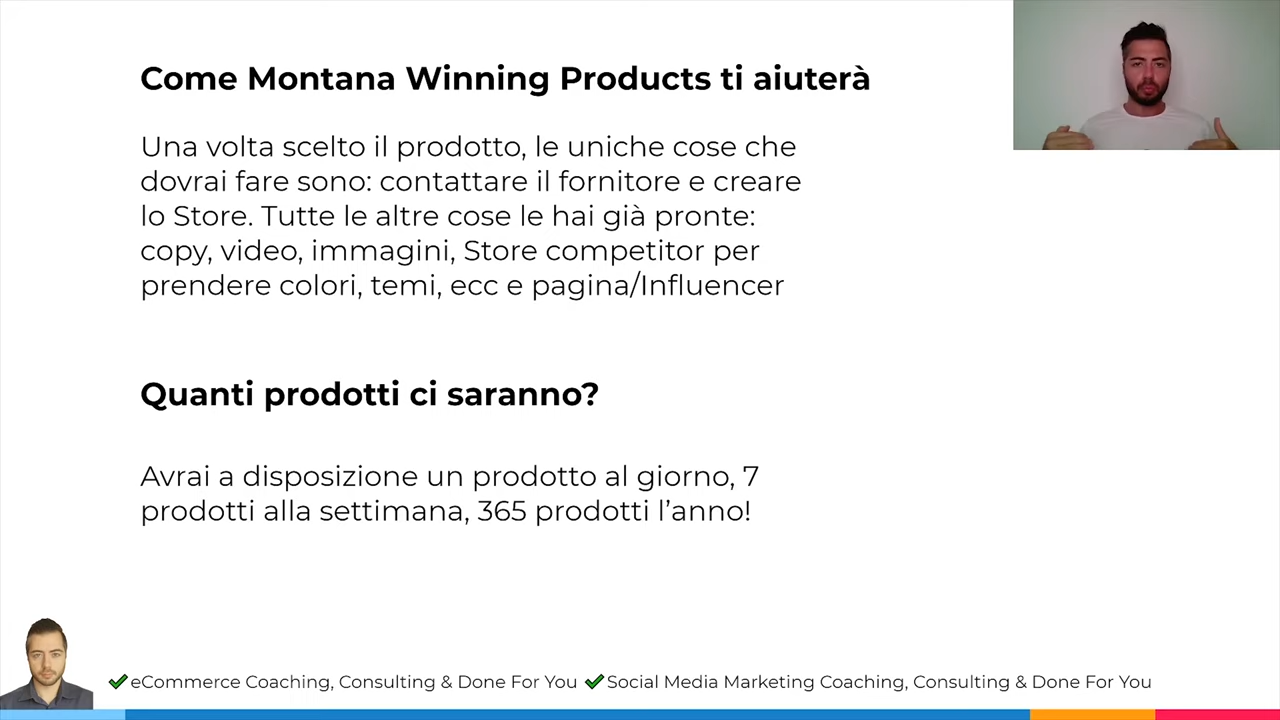 Come Montana Winning Products ti aiuterà
Una volta scelto il prodotto, le uniche cose che
dovrai fare sono: contattare il fornitore e creare
lo Store. Tutte le altre cose le hai già pronte:
copy, video, immagini, Store competitor per
prendere colori, temi, ecc e pagina/Influencer
Quanti prodotti ci saranno?
Avrai a disposizione un prodotto al giorno, 7
prodotti alla settimana, 365 prodotti l’anno!
eCommerce Coaching, Consulting & Done For You Social Media Marketing Coaching, Consulting & Done For You